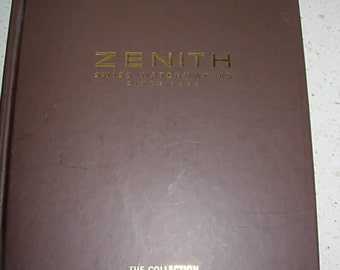 ZENITH
SWISS WATCHMAKERS
SINCE 1865
THE COLLECTION